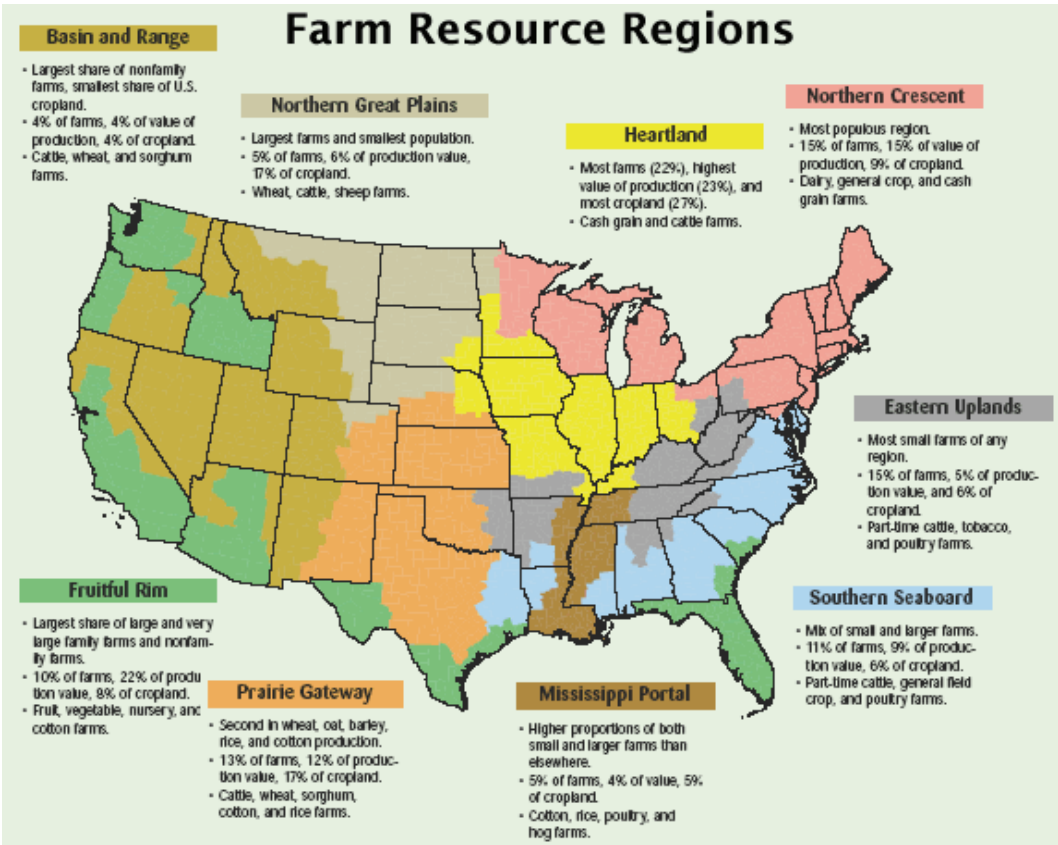 Farm Resource Regions
Basin and Range
• Largest share of nonfamily
farms, smallest share of U.S.
cropland.
• 4% of farms, 4% of value of
production, 4% of cropland.
• Cattle, wheat, and sorghum
farms.
Northern Great Plains
• Largest farms and smallest population.
• 5% of farms, 6% of production value,
17% of cropland.
• Wheat, cattle, sheep farms.
Heartland
• Most farms (22%), highest
value of production (23%), and
most cropland (27%).
• Cash grain and cattle farms.
Northern Crescent
• Most populous region.
• 15% of farms, 15% of value of
production, 9% of cropland.
• Dairy, general crop, and cash
grain farms.
Eastern Uplands
• Most small farms of any
region.
• 15% of farms, 5% of produc-
tion value, and 6% of
cropland.
• Part-time cattle, tobacco,
and poultry farms.
Fruitful Rim
• Largest share of large and very
large family farms and nonfam-
ily farms.
• 10% of farms, 22% of produ
tion value, 8% of cropland.
• Fruit, vegetable, nursery, and
cotton farms.
Prairie Gateway
• Second in wheat, oat, barley,
rice, and cotton production.
• 13% of farms, 12% of produc-
tion value, 17% of cropland.
• Cattle, wheat, sorghum,
cotton, and rice farms.
Mississippi Portal
• Higher proportions of both
small and larger farms than
elsewhere.
• 5% of farms, 4% of value, 5%
of cropland.
• Cotton, rice, poultry, and
hog farms.
Southern Seaboard
• Mix of small and larger farms.
• 11% of farms, 9% of produc-
tion value, 6% of cropland.
• Part-time cattle, general field
crop, and poultry farms.